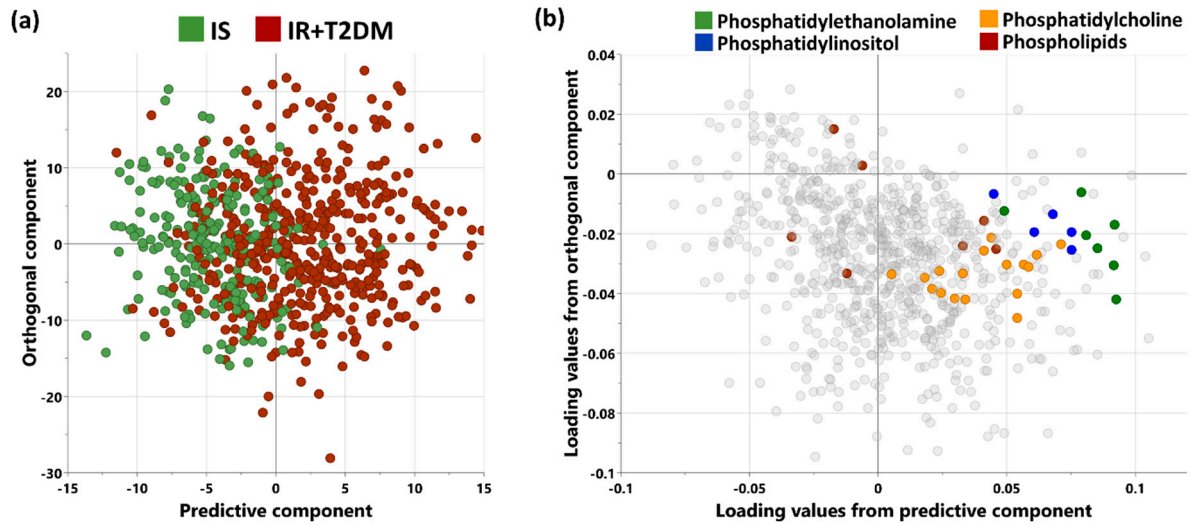 (a)
IS IR+T2DM
20
10
0
-10
-20
-30
-15 -10 -5 0 5 10 15
Orthogonal component
Predictive component
(b)
Phosphatidylethanolamine Phosphatidylcholine
Phosphatidylinositol Phospholipids
0.04
0.02
0
-0.02
-0.04
-0.06
-0.08
-0.1
-0.1 -0.05 0 0.05 0.1
Loading values from orthogonal component
Loading values from predictive component